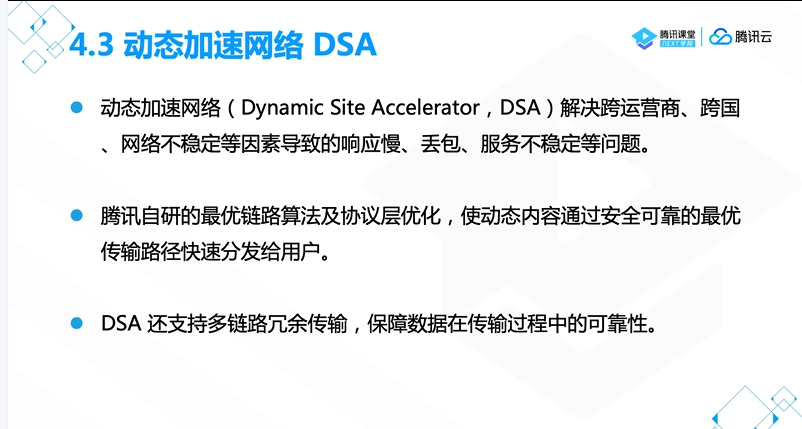 4.3 动态加速网络 DSA
腾讯课堂
NEXT学院
腾讯云
动态加速网络（Dynamic Site Accelerator，DSA）解决跨运营商、跨国
、网络不稳定等因素导致的响应慢、丢包、服务不稳定等问题。
腾讯自研的最优链路算法及协议层优化，使动态内容通过安全可靠的最优
传输路径快速分发给用户。
DSA 还支持多链路冗余传输，保障数据在传输过程中的可靠性。